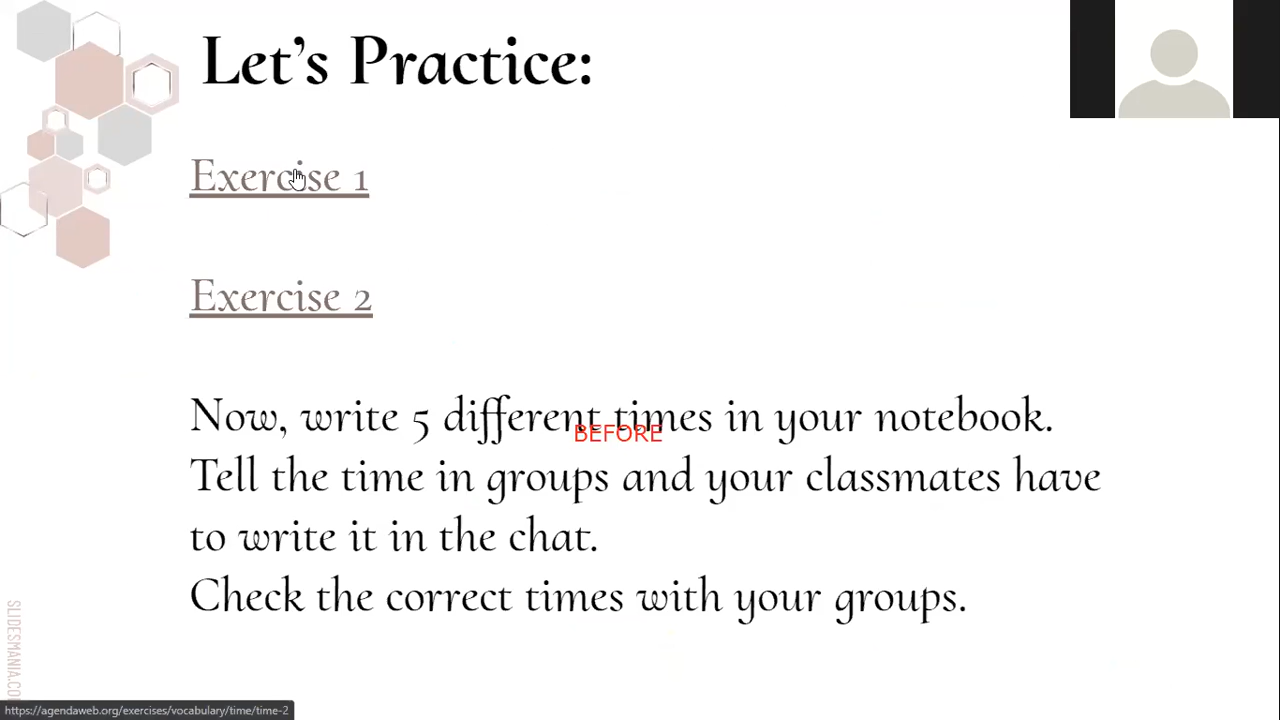 Let's Practice:
Exercise 1
Exercise 2
Now, write 5 different times in your notebook.
BEFORE
Tell the time in groups and your classmates have
to write it in the chat.
Check the correct times with your groups.
SLIDESMANIA.CO
https://agendaweb.org/exercises/vocabulary/time/time-2